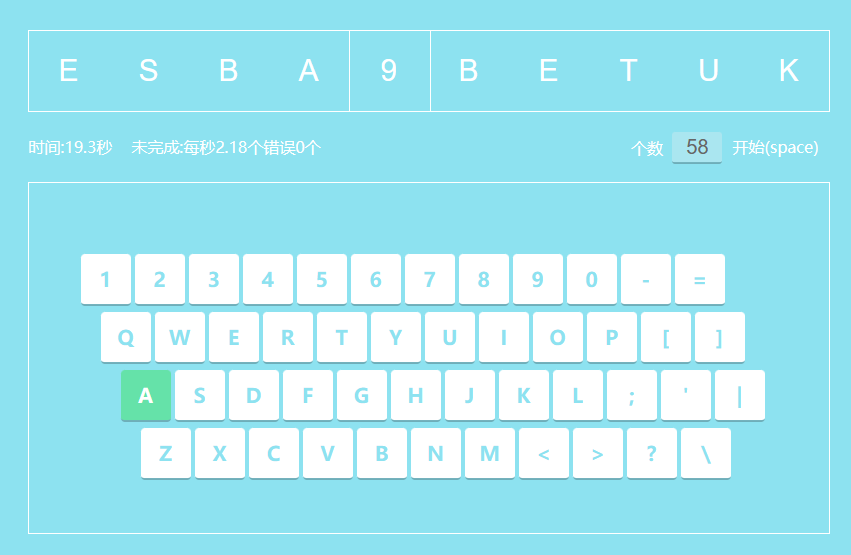 E S B A 9 B E T U K
时间:19.3秒 未完成:每秒2.18个错误0个 个数 58 开始(space)
1 2 3 4 5 6 7 8 9 0 - =
Q W E R T Y U I O P [ ]
A S D F G H J K L ; ' |
Z X C V B N M < > ? \